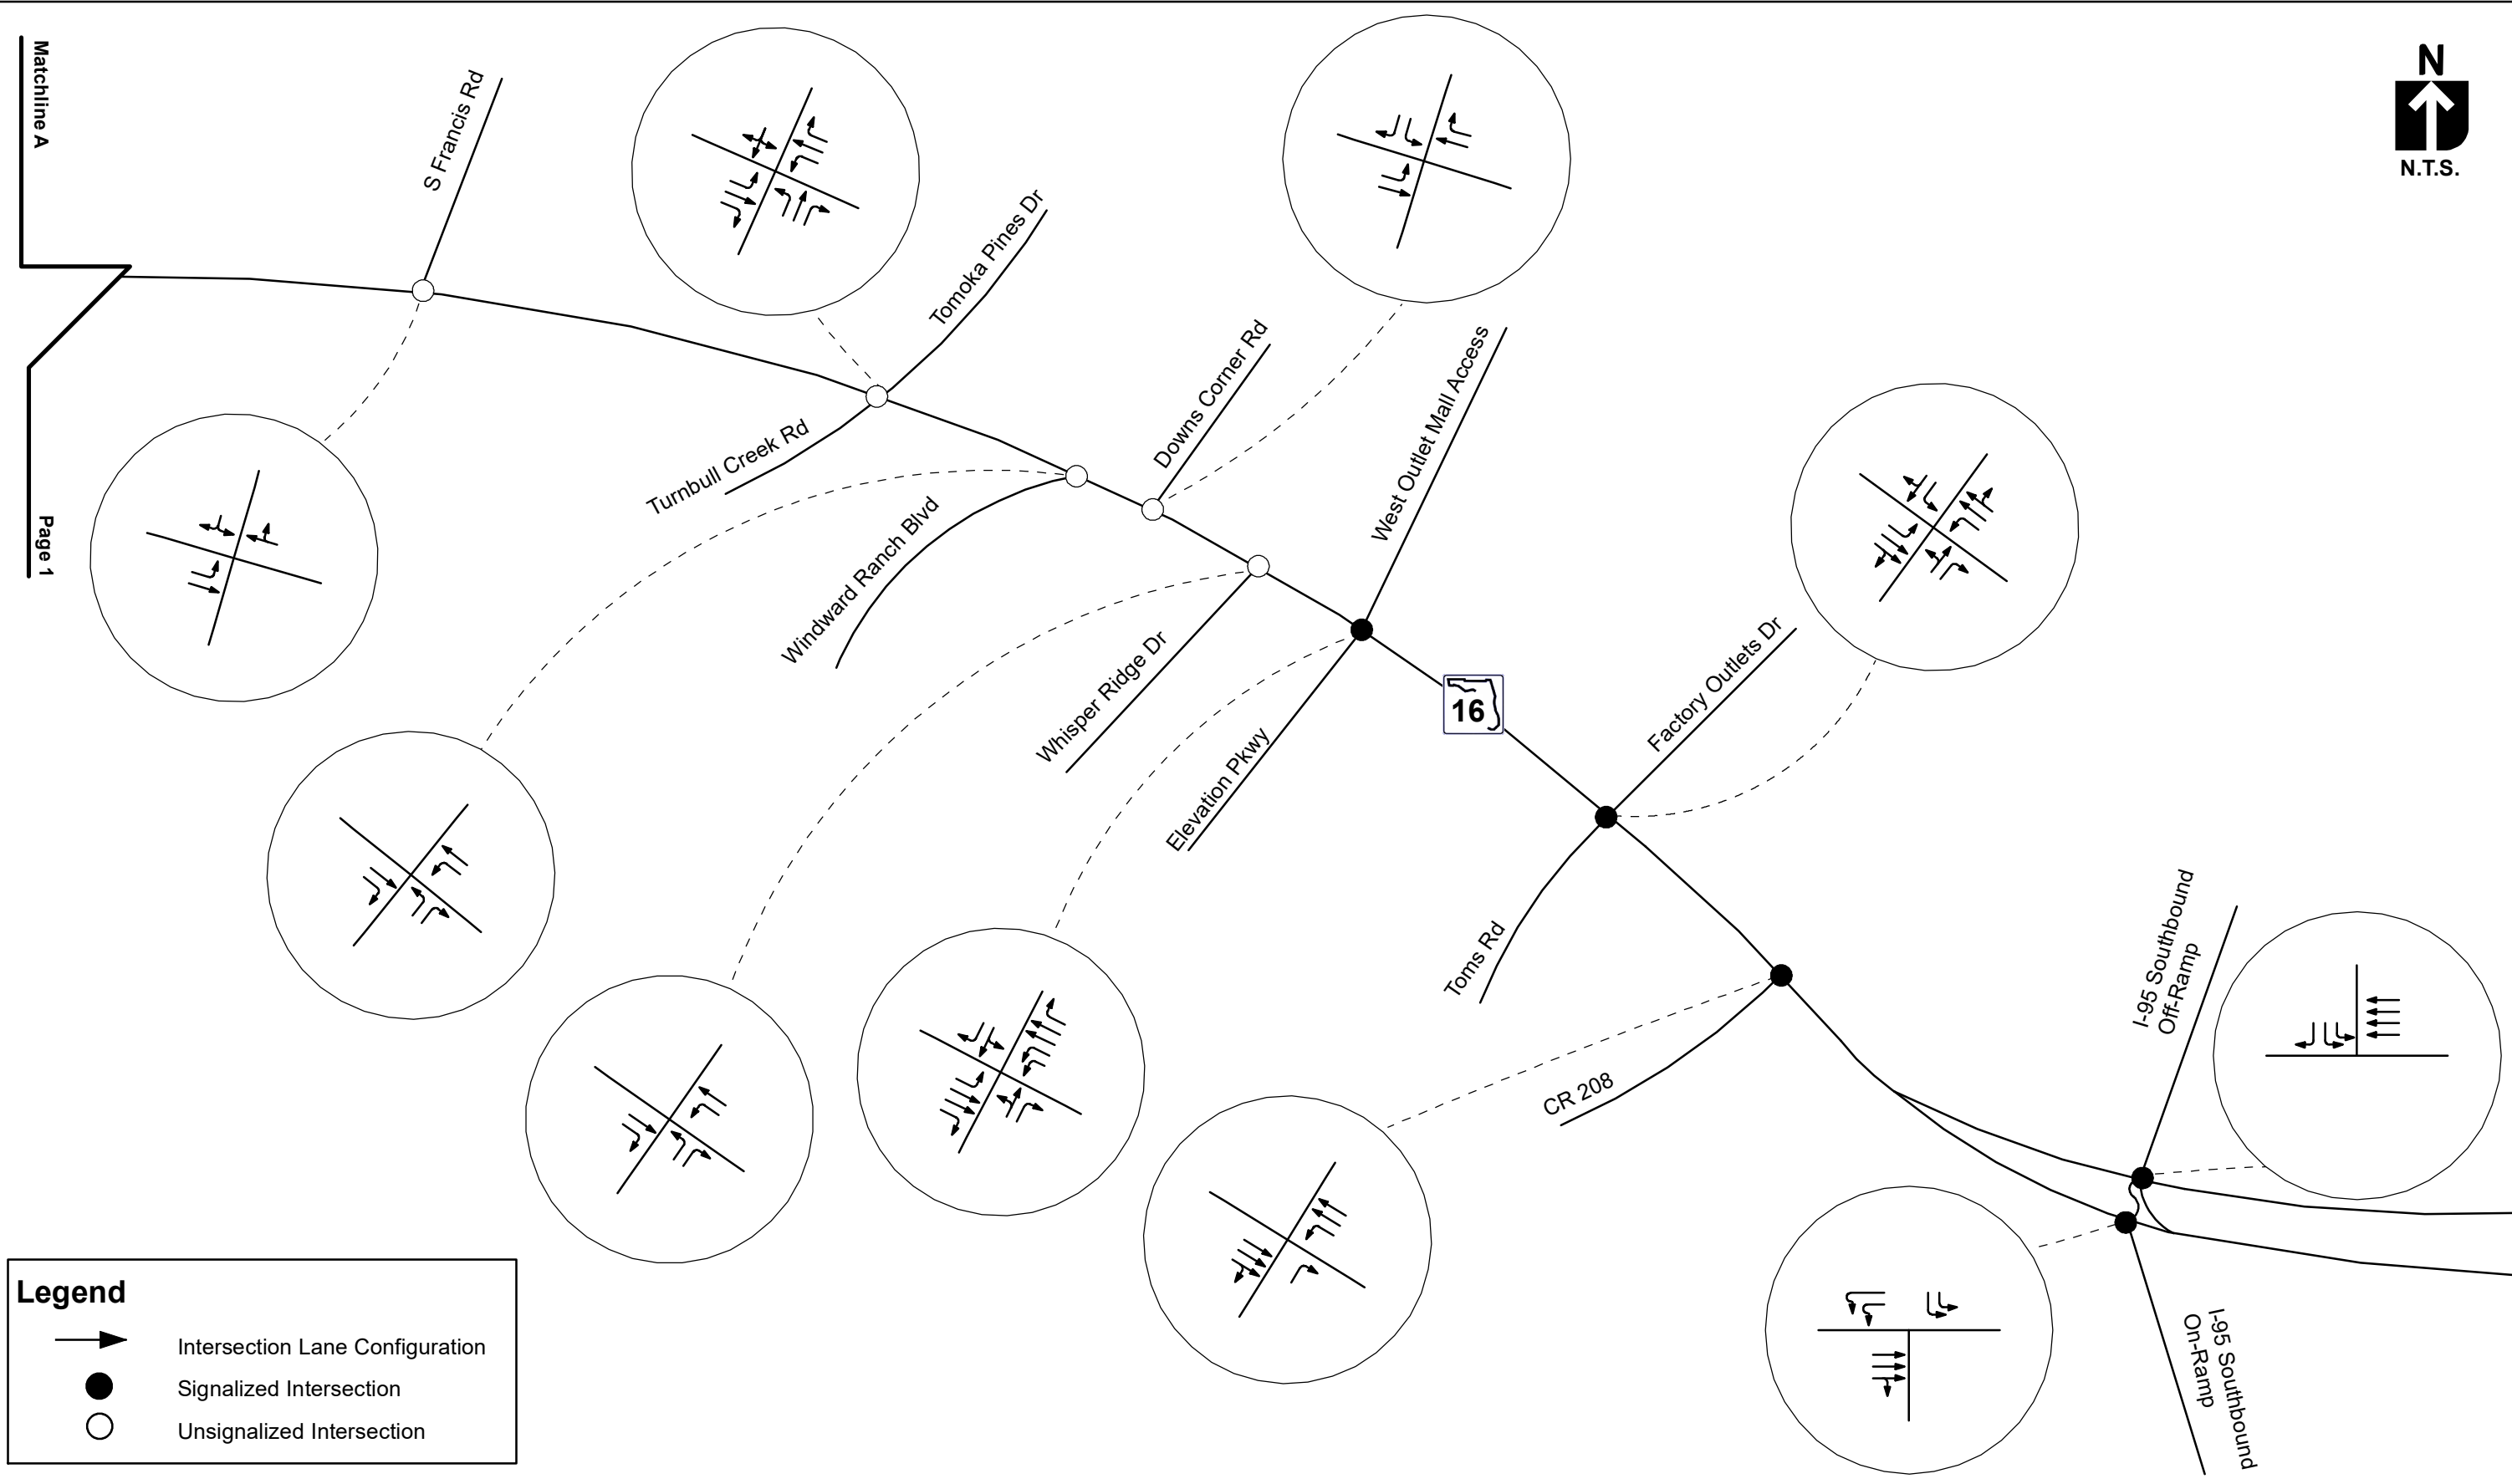 Matchline A
Page 1
S Francis Rd
Tomoka Pines Dr
Turnbull Creek Rd
Windward Ranch Blvd
Downs Corner Rd
West Outlet Mall Access
Whisper Ridge Dr
Elevation Pkwy
16
Factory Outlets Dr
Toms Rd
CR 208
I-95 Southbound
Off-Ramp
I-95 Southbound
On-Ramp
N
N.T.S.
Legend
Intersection Lane Configuration
Signalized Intersection
Unsignalized Intersection